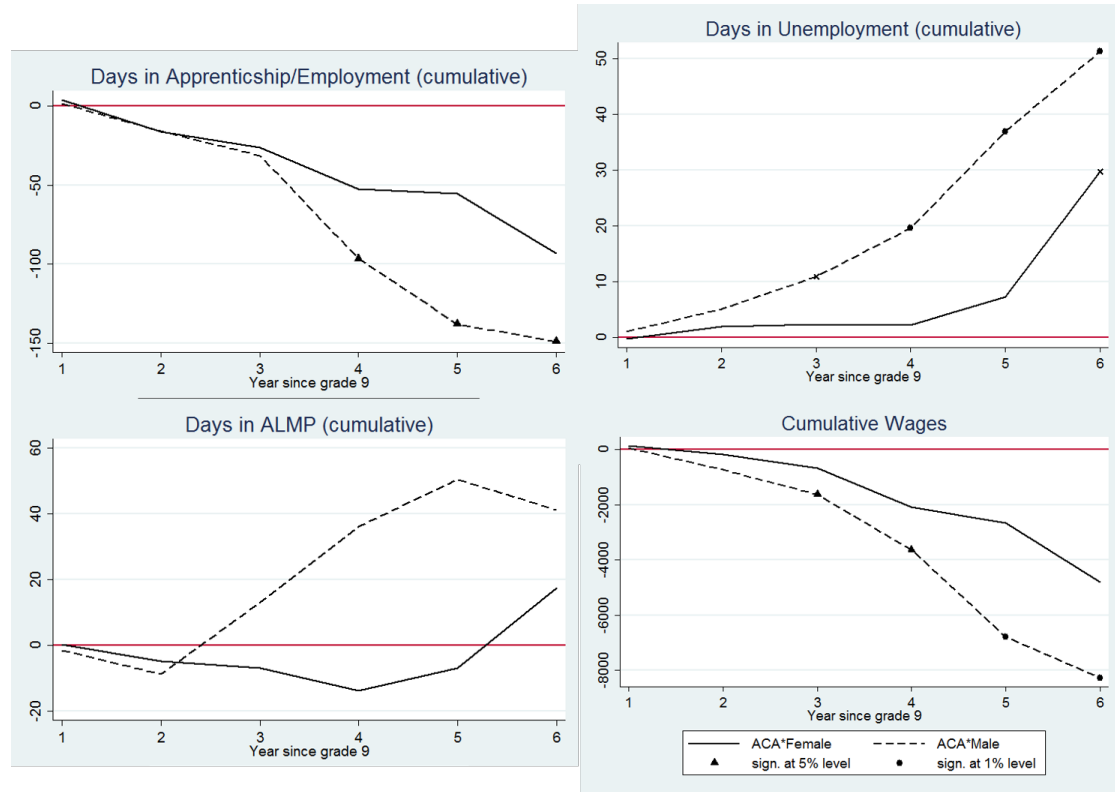 Days in Apprenticship/Employment (cumulative)
0
-50
-100
-150
1 2 3 4 5 6
Year since grade 9
Days in Unemployment (cumulative)
50
40
30
20
10
0
1 2 3 4 5 6
Year since grade 9
Days in ALMP (cumulative)
60
40
20
0
-20
1 2 3 4 5 6
Year since grade 9
Cumulative Wages
0
-2000
-4000
-6000
-8000
1 2 3 4 5 6
Year since grade 9
ACA*Female ACA*Male
sign. at 5% level sign. at 1% level